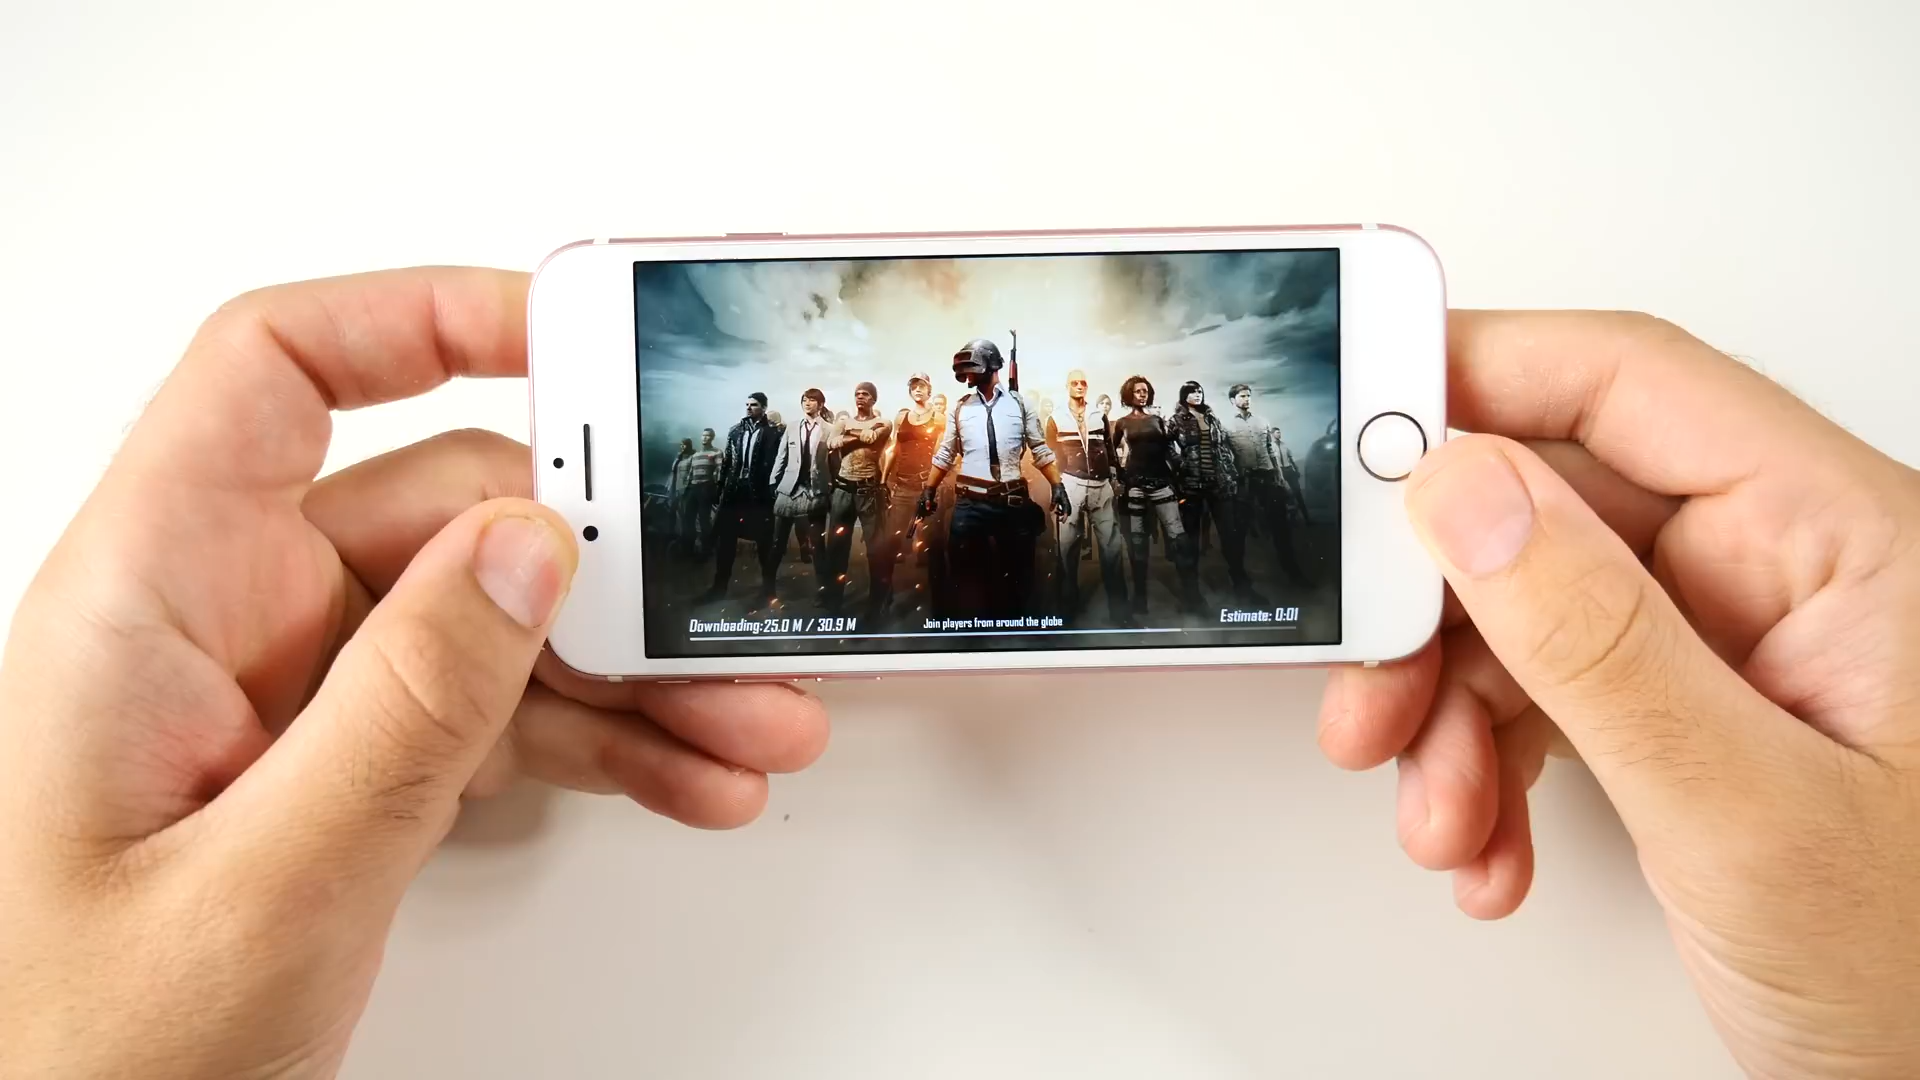 Downloading:25.0 M / 30.9 M
Join players from around the globe
Estimate: 0:01